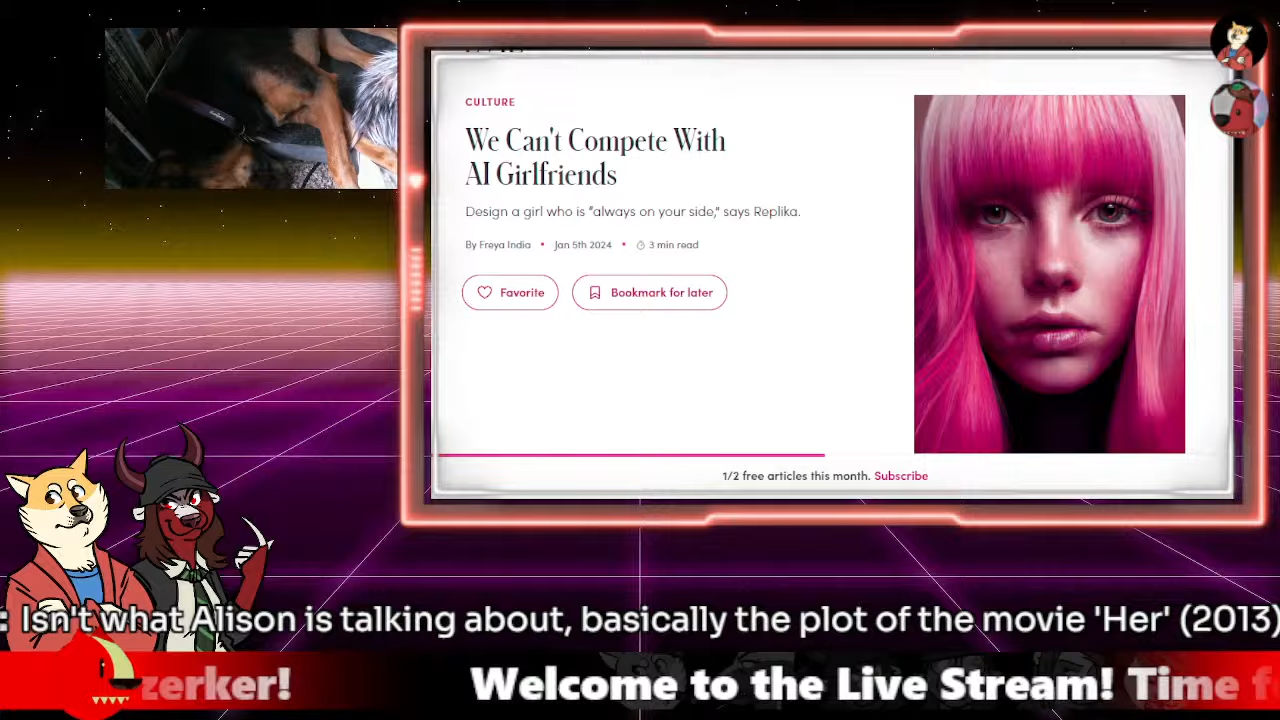 CULTURE
We Can't Compete With
AI Girlfriends
Design a girl who is "always on your side," says Replika.
By Freya India • Jan 5th 2024 • 3 min read
Favorite
Bookmark for later
1/2 free articles this month. Subscribe
: Isn't what Alison is talking about, basically the plot of the movie 'Her' (2013)
zerker! Welcome to the Live Stream! Time f